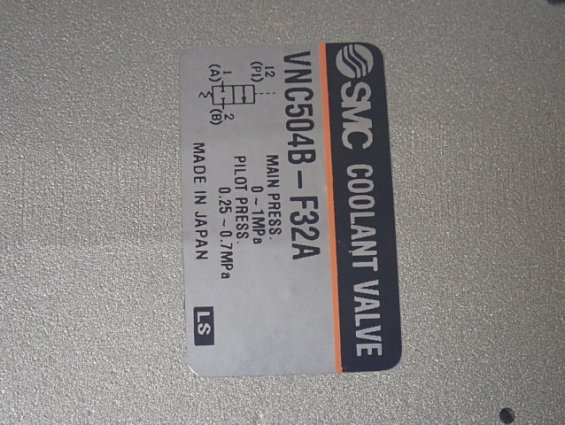 SMC COOLANT VALVE
VNC504B-F32A
12
(P1)
1
(A)
2
(B)
MAIN PRESS.
0~1MPa
PILOT PRESS.
0.25~0.7MPa
MADE IN JAPAN
LS